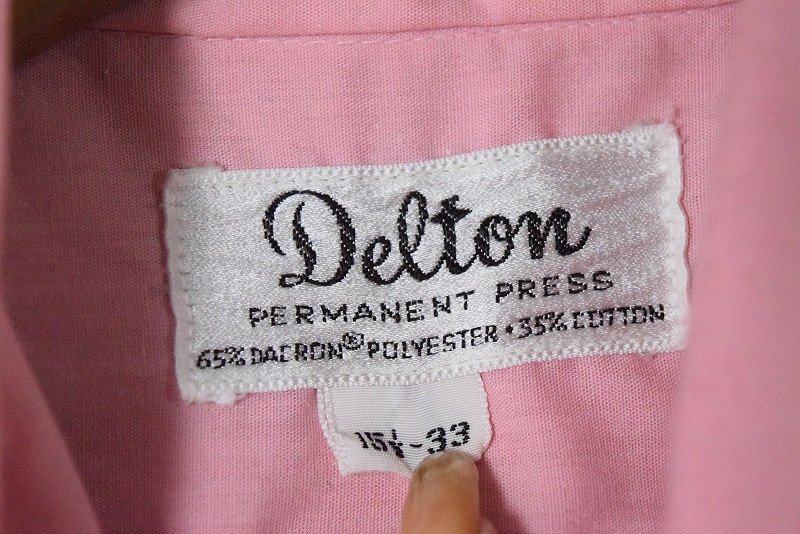 Delton
PERMANENT PRESS
65% DACRON® POLYESTER • 35% COTTON
15½-33